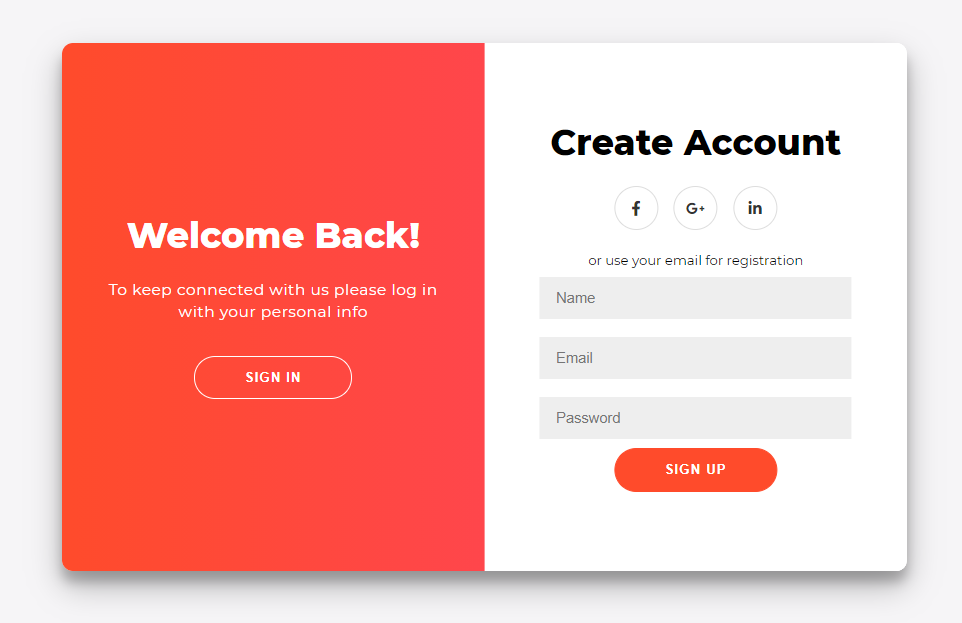 Welcome Back!
To keep connected with us please log in
with your personal info
SIGN IN
Create Account
f
G+
in
or use your email for registration
Name
Email
Password
SIGN UP